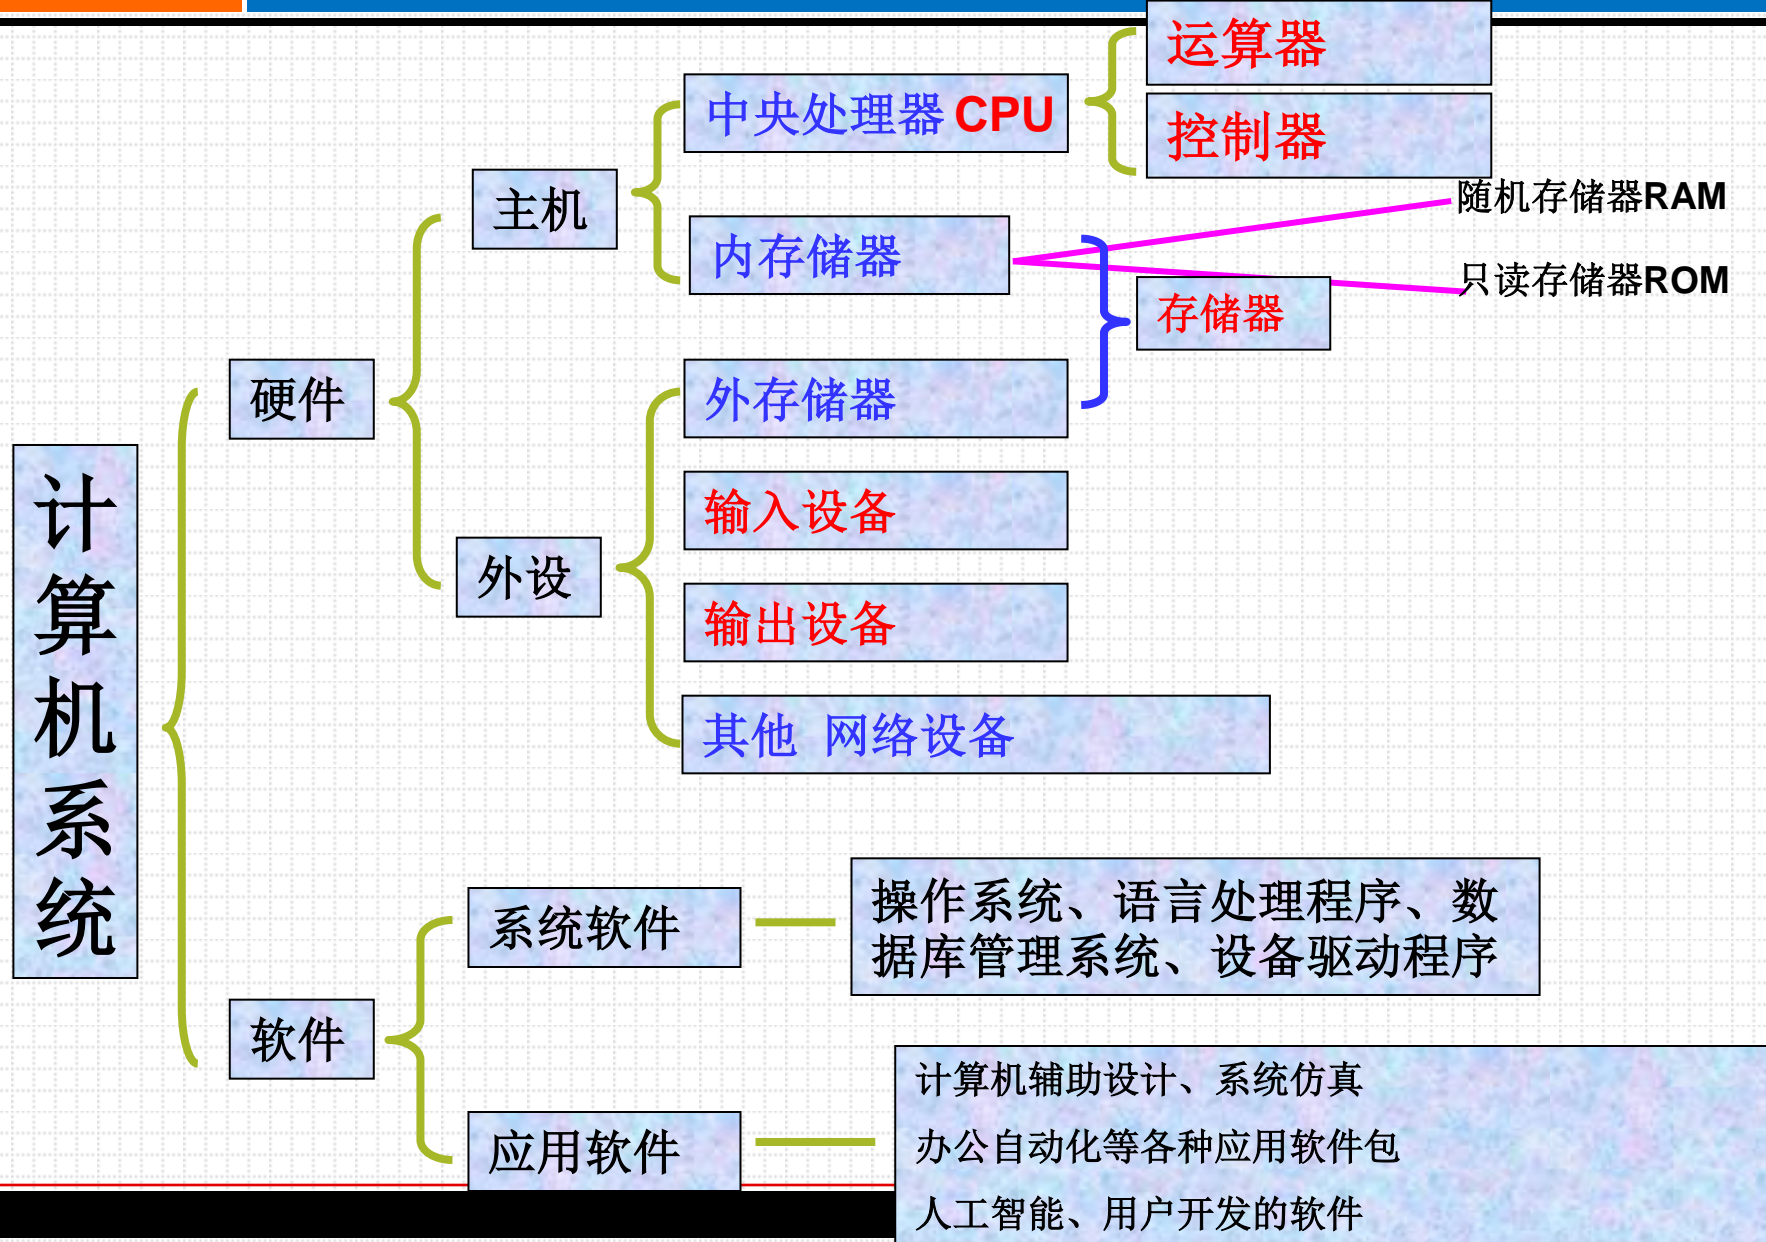 运算器
中央处理器 CPU
控制器
主机
随机存储器RAM
内存储器
只读存储器ROM
存储器
硬件
外存储器
计算机系统
输入设备
外设
输出设备
其他 网络设备
系统软件
操作系统、语言处理程序、数
据库管理系统、设备驱动程序
软件
计算机辅助设计、系统仿真
应用软件
办公自动化等各种应用软件包
人工智能、用户开发的软件